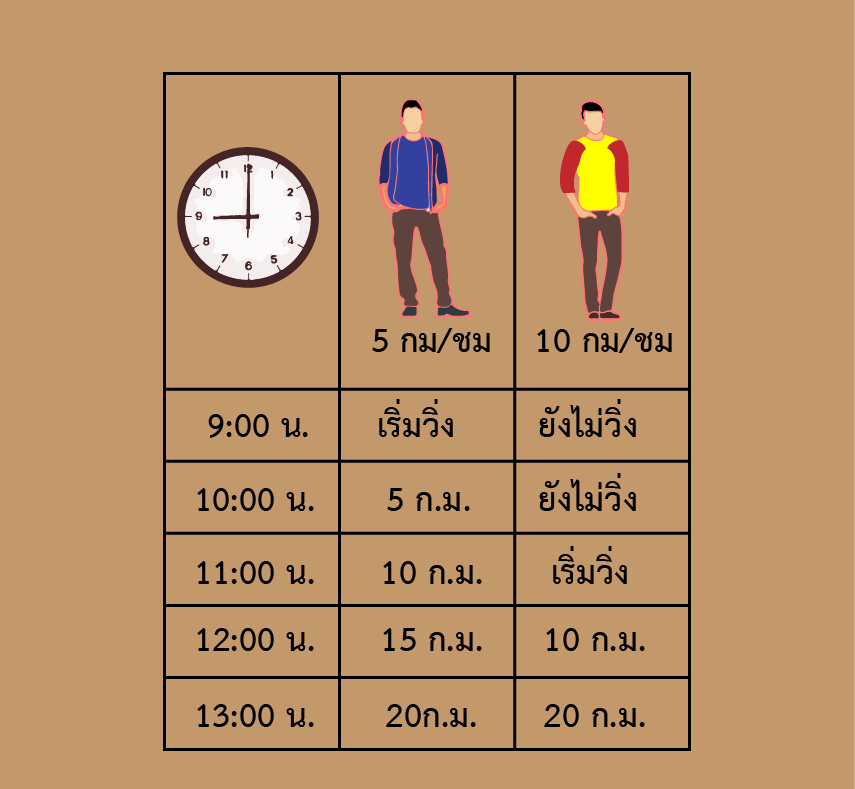 12
1
2
3
4
5
6
7
8
9
10
11
5 กม/ชม
10 กม/ชม
9:00 น. เริ่มวิ่ง ยังไม่วิ่ง
10:00 น. 5 ก.ม. ยังไม่วิ่ง
11:00 น. 10 ก.ม. เริ่มวิ่ง
12:00 น. 15 ก.ม. 10 ก.ม.
13:00 น. 20ก.ม. 20 ก.ม.